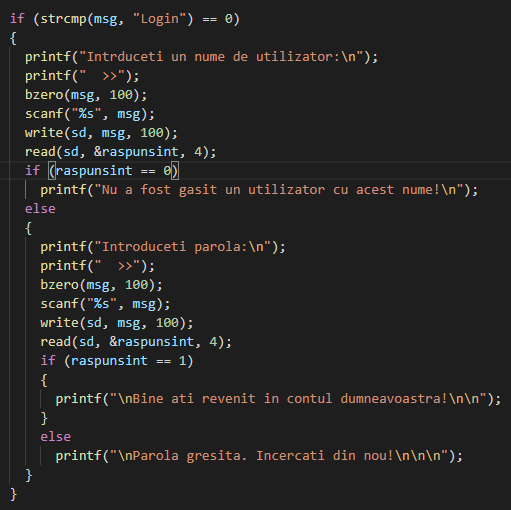 if (strcmp(msg, "Login") == 0)
{
printf("Intrduceti un nume de utilizator:\n");
printf("  >>");
bzero(msg, 100);
scanf("%s", msg);
write(sd, msg, 100);
read(sd, &raspunsint, 4);
if (raspunsint == 0)
printf("Nu a fost gasit un utilizator cu acest nume!\n");
else
{
printf("Introduceti parola:\n");
printf("  >>");
bzero(msg, 100);
scanf("%s", msg);
write(sd, msg, 100);
read(sd, &raspunsint, 4);
if (raspunsint == 1)
{
printf("\nBine ati revenit in contul dumneavoastra!\n\n");
}
else
printf("\nParola gresita. Incercati din nou!\n\n\n");
}
}